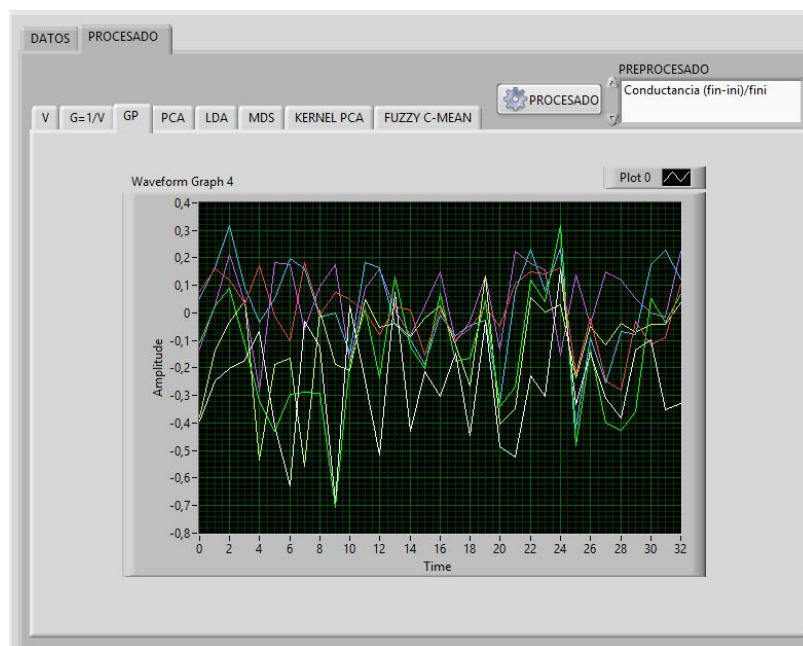 DATOS PROCESADO
PREPROCESADO
PROCESADO
Conductancia (fin-ini)/fini
V G=1/V GP PCA LDA MDS KERNEL PCA FUZZY C-MEAN
Waveform Graph 4
Plot 0
0,4
0,3
0,2
0,1
0
-0,1
-0,2
-0,3
-0,4
-0,5
-0,6
-0,7
-0,8
Amplitude
0 2 4 6 8 10 12 14 16 18 20 22 24 26 28 30 32
Time